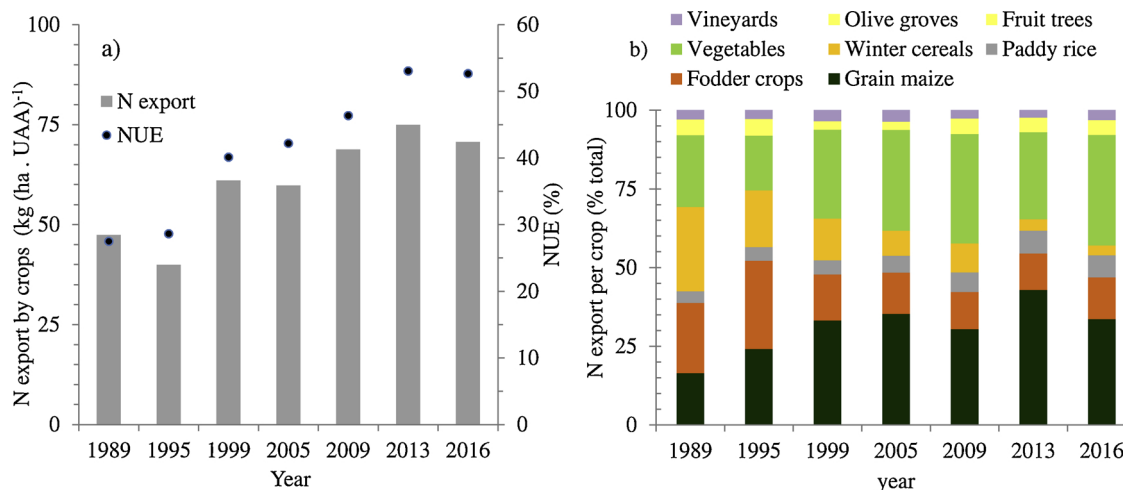 a)
N export
NUE
N export by crops (kg (ha . UAA)-1)
100
75
50
25
0
60
50
40
30
20
10
0
NUE (%)
1989 1995 1999 2005 2009 2013 2016
Year
Vineyards Olive groves Fruit trees
b) Vegetables Winter cereals Paddy rice
Fodder crops Grain maize
N export per crop (% total)
100
75
50
25
0
1989 1995 1999 2005 2009 2013 2016
year